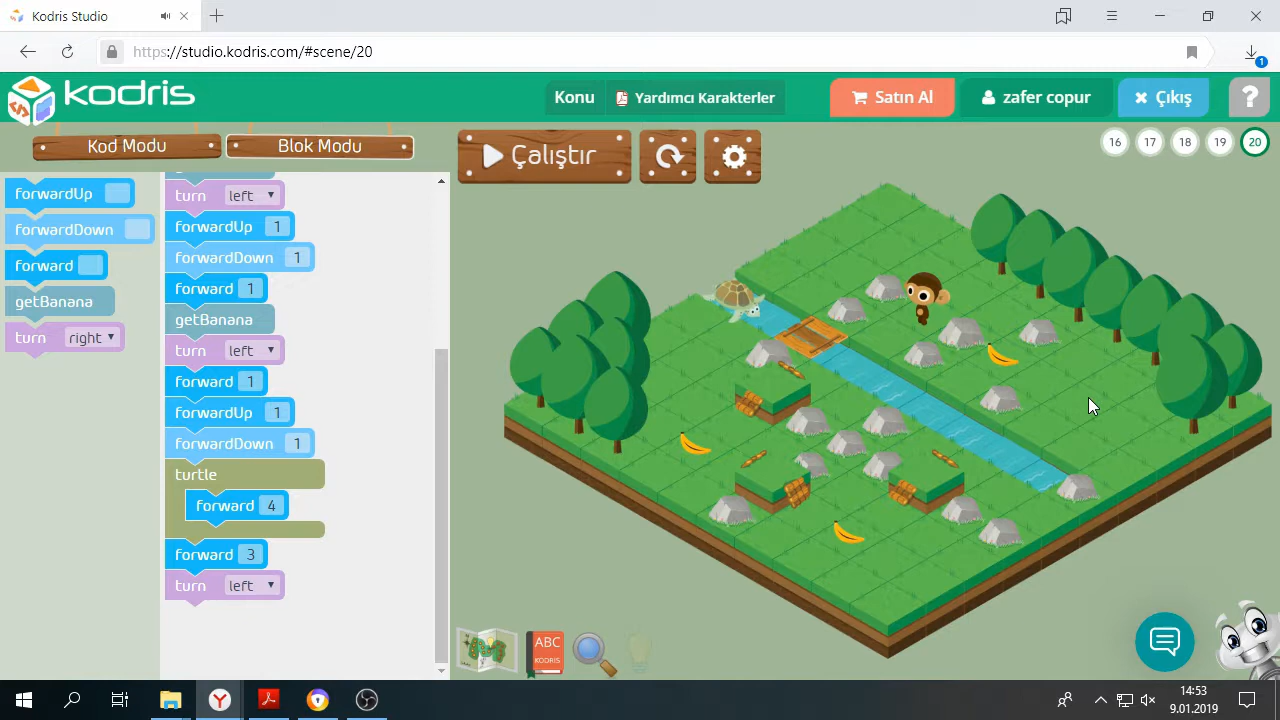 Kodris Studio
https://studio.kodris.com/#scene/20
1
kodris
Konu
Yardımcı Karakterler
Satın Al
zafer copur
Çıkış
?
Kod Modu
Blok Modu
Çalıştır
16
17
18
19
20
forwardUp
forwardDown
forward
getBanana
turn right
turn left
forwardUp 1
forwardDown 1
forward 1
getBanana
turn left
forward 1
forwardUp 1
forwardDown 1
turtle
forward 4
forward 3
turn left
ABC
KODRIS
14:53
9.01.2019